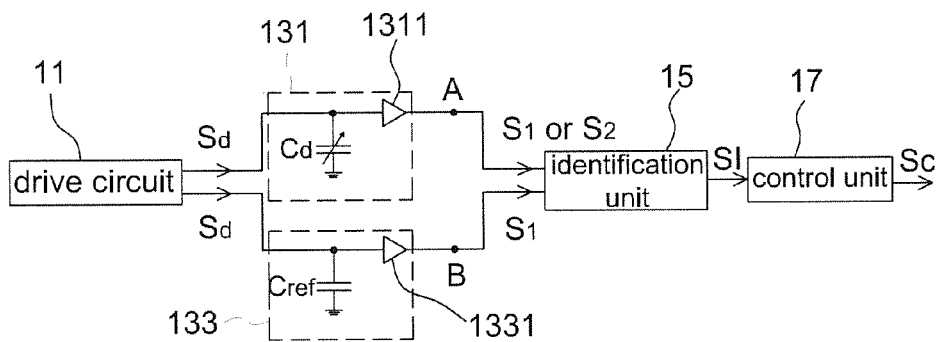 131
1311
11
A
15
S1 or S2
17
Sd
Cd
SI
Sc
drive circuit
identification
unit
control unit
Sd
S1
B
Cref
133
1331